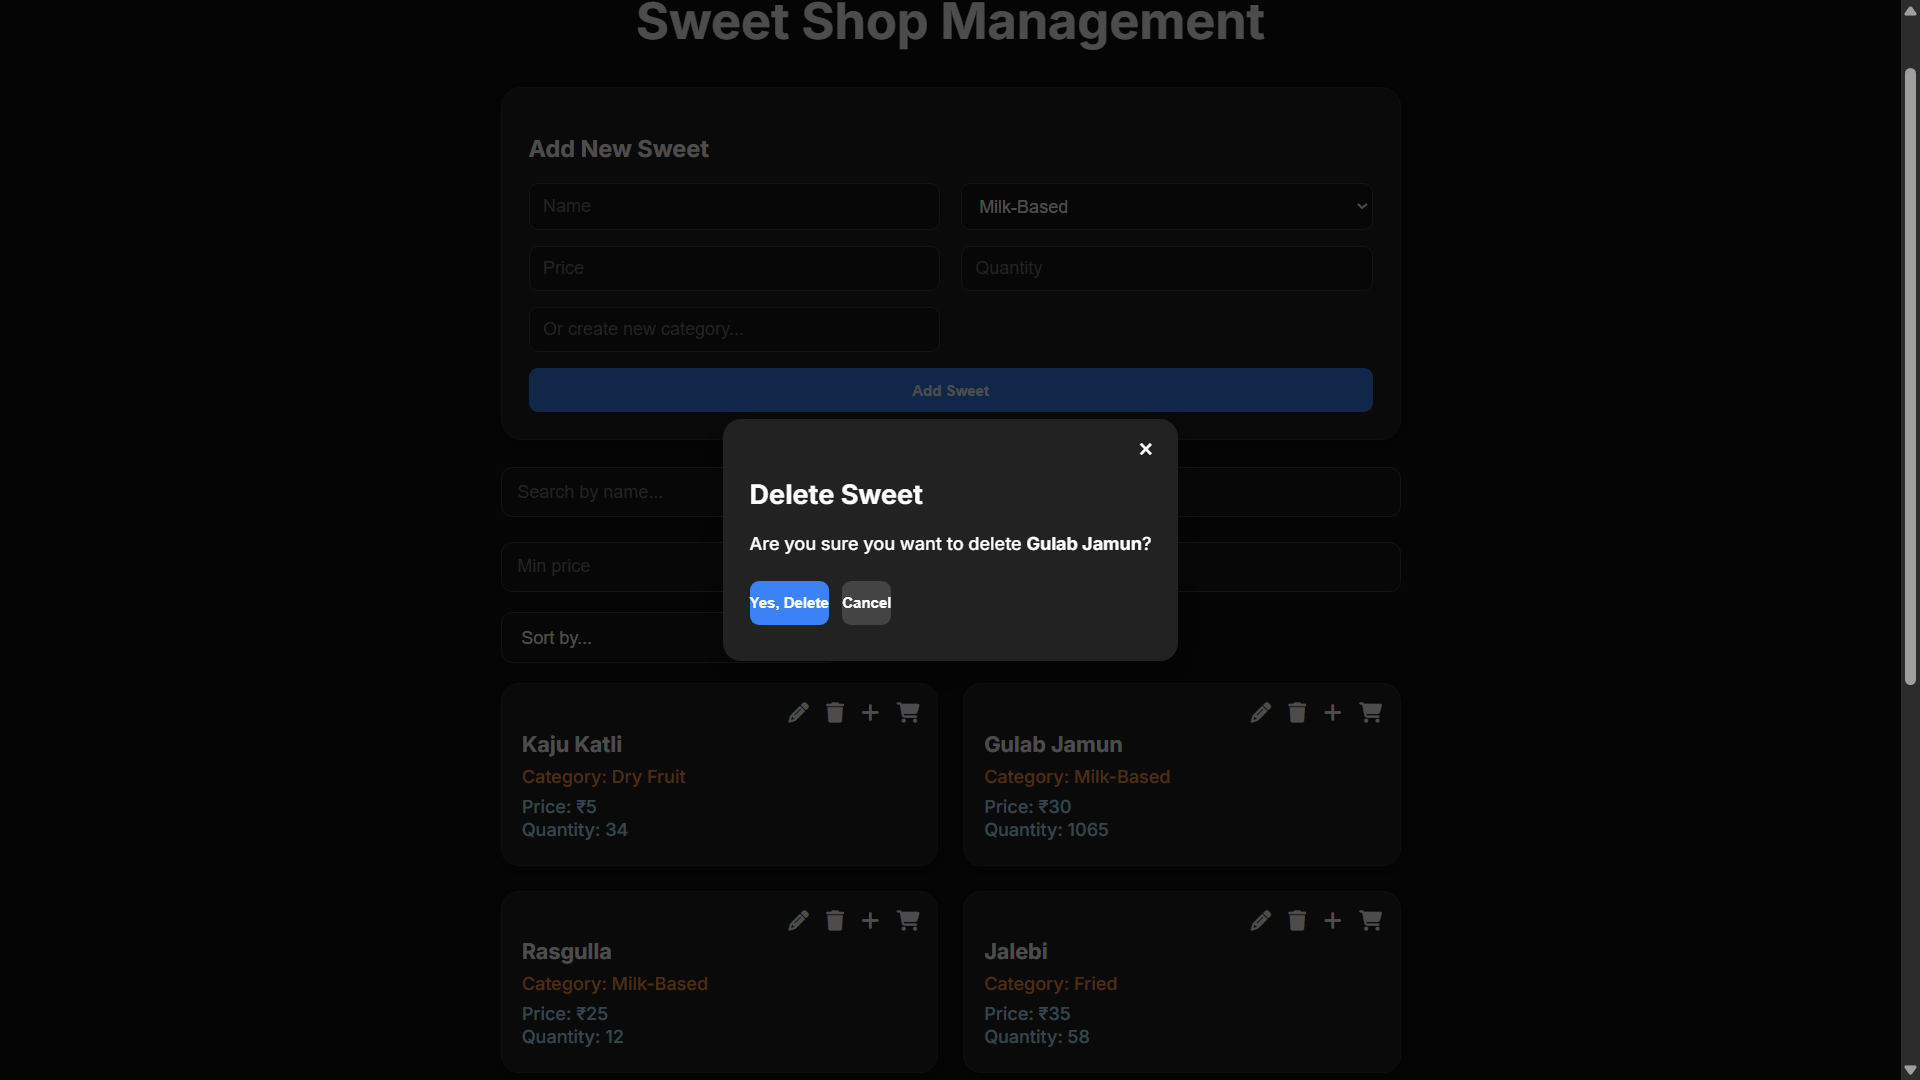 Sweet Shop Management
Add New Sweet
Name
Milk-Based
Price
Quantity
Or create new category...
Add Sweet
Search by name...
Min price
Sort by...
×
Delete Sweet
Are you sure you want to delete Gulab Jamun?
Yes, Delete
Cancel
Kaju Katli
Category: Dry Fruit
Price: ₹5
Quantity: 34
Gulab Jamun
Category: Milk-Based
Price: ₹30
Quantity: 1065
Rasgulla
Category: Milk-Based
Price: ₹25
Quantity: 12
Jalebi
Category: Fried
Price: ₹35
Quantity: 58